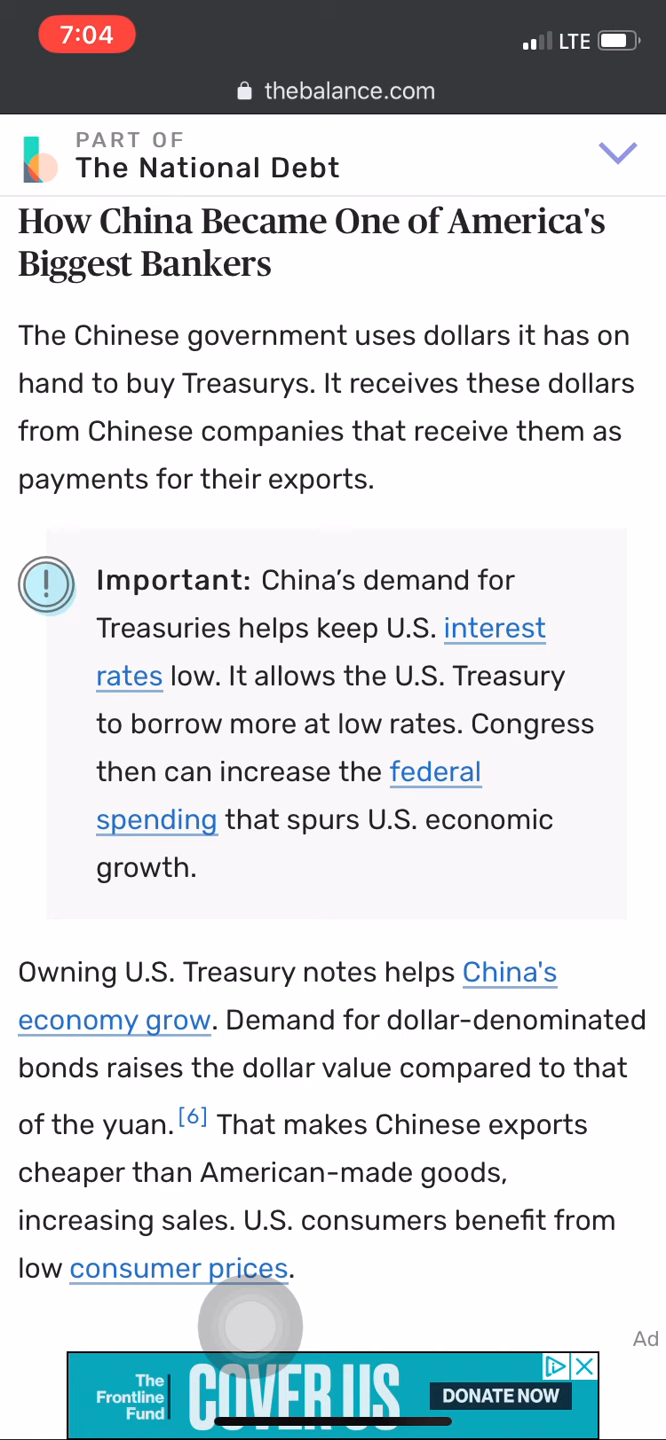 7:04
LTE
thebalance.com
PART OF
The National Debt
How China Became One of America's
Biggest Bankers
The Chinese government uses dollars it has on
hand to buy Treasurys. It receives these dollars
from Chinese companies that receive them as
payments for their exports.
Important: China’s demand for
Treasuries helps keep U.S. interest
rates low. It allows the U.S. Treasury
to borrow more at low rates. Congress
then can increase the federal
spending that spurs U.S. economic
growth.
Owning U.S. Treasury notes helps China's
economy grow. Demand for dollar-denominated
bonds raises the dollar value compared to that
of the yuan.[6] That makes Chinese exports
cheaper than American-made goods,
increasing sales. U.S. consumers benefit from
low consumer prices.
Ad
The
Frontline
Fund
COVER US
DONATE NOW